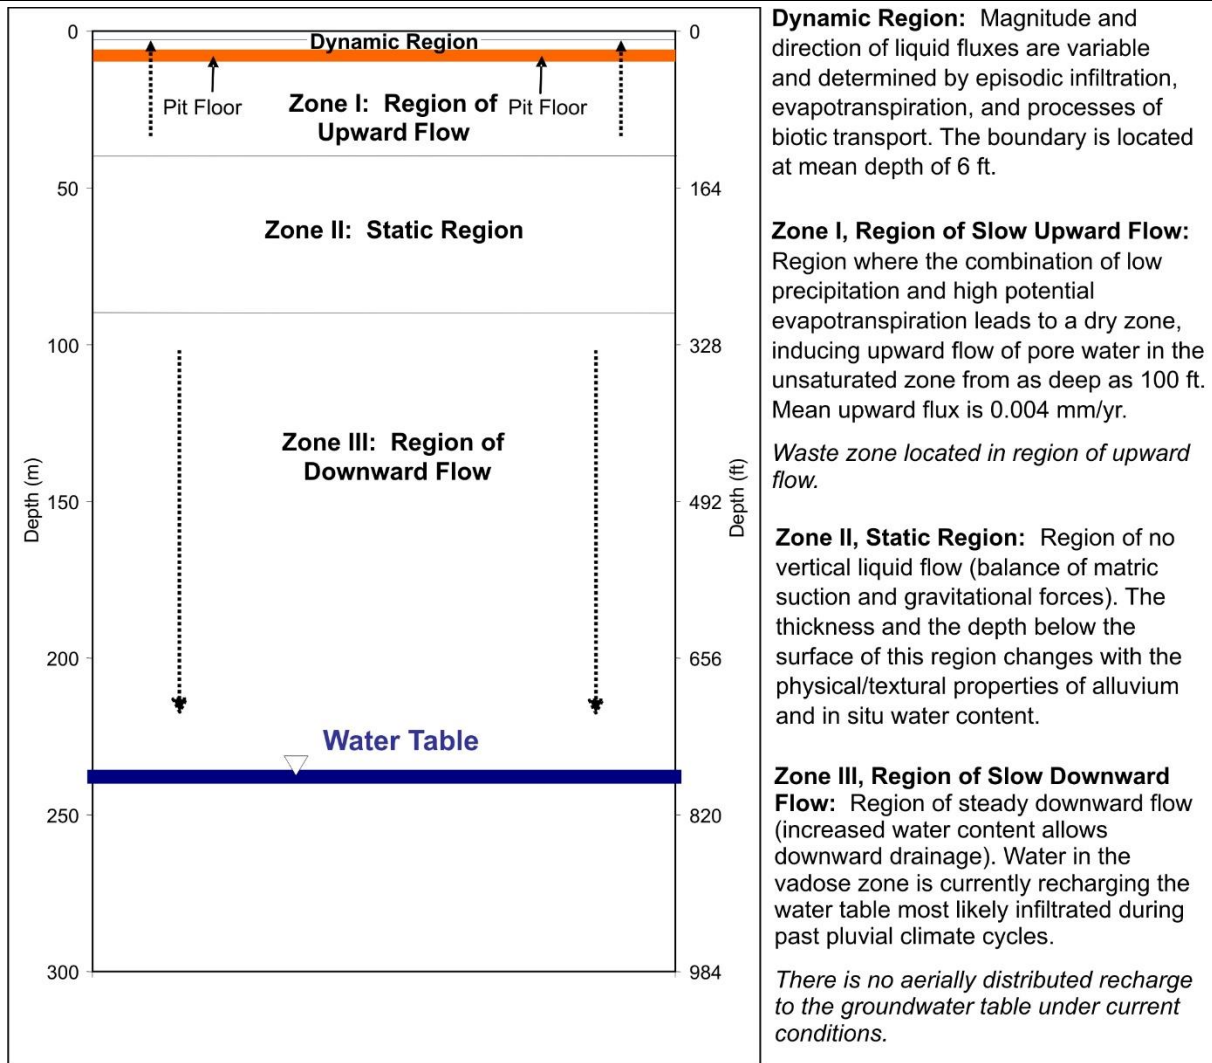 0
Dynamic Region
Pit Floor
Pit Floor
Zone I: Region of
Upward Flow
50
Zone II: Static Region
100
Zone III: Region of
Downward Flow
Depth (m)
150
200
Water Table
250
300
0
164
328
492
Depth (ft)
656
820
984
Dynamic Region: Magnitude and
direction of liquid fluxes are variable
and determined by episodic infiltration,
evapotranspiration, and processes of
biotic transport. The boundary is located
at mean depth of 6 ft.
Zone I, Region of Slow Upward Flow:
Region where the combination of low
precipitation and high potential
evapotranspiration leads to a dry zone,
inducing upward flow of pore water in the
unsaturated zone from as deep as 100 ft.
Mean upward flux is 0.004 mm/yr.
Waste zone located in region of upward
flow.
Zone II, Static Region: Region of no
vertical liquid flow (balance of matric
suction and gravitational forces). The
thickness and the depth below the
surface of this region changes with the
physical/textural properties of alluvium
and in situ water content.
Zone III, Region of Slow Downward
Flow: Region of steady downward flow
(increased water content allows
downward drainage). Water in the
vadose zone is currently recharging the
water table most likely infiltrated during
past pluvial climate cycles.
There is no aerially distributed recharge
to the groundwater table under current
conditions.